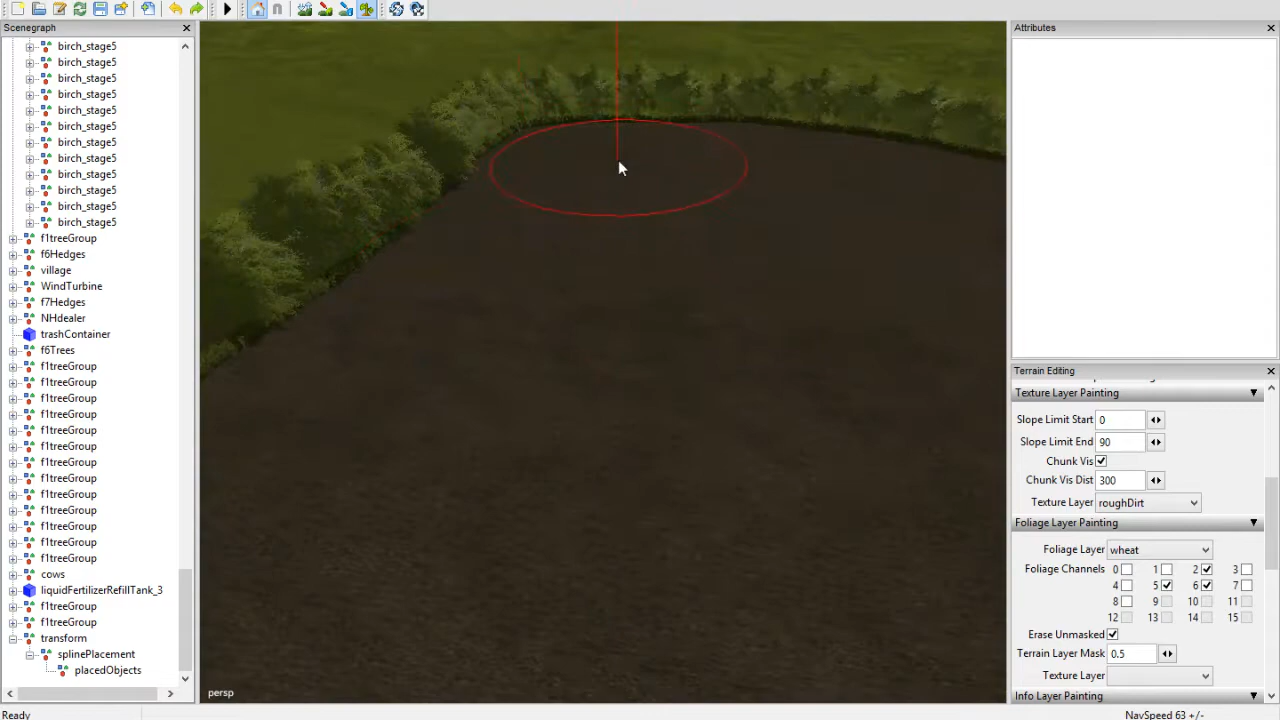 Scenegraph
birch_stage5
birch_stage5
birch_stage5
birch_stage5
birch_stage5
birch_stage5
birch_stage5
birch_stage5
birch_stage5
birch_stage5
birch_stage5
birch_stage5
f1treeGroup
f6Hedges
village
WindTurbine
f7Hedges
NHdealer
trashContainer
f6Trees
f1treeGroup
f1treeGroup
f1treeGroup
f1treeGroup
f1treeGroup
f1treeGroup
f1treeGroup
f1treeGroup
f1treeGroup
f1treeGroup
f1treeGroup
f1treeGroup
f1treeGroup
cows
liquidFertilizerRefillTank_3
f1treeGroup
f1treeGroup
transform
splinePlacement
placedObjects
Ready
persp
Attributes
Terrain Editing
Texture Layer Painting
Slope Limit Start 0
Slope Limit End 90
Chunk Vis
Chunk Vis Dist 300
Texture Layer roughDirt
Foliage Layer Painting
Foliage Layer wheat
Foliage Channels 0 1 2 3
4 5 6 7
8 9 10 11
12 13 14 15
Erase Unmasked
Terrain Layer Mask 0.5
Texture Layer
Info Layer Painting
NavSpeed 63 +/-